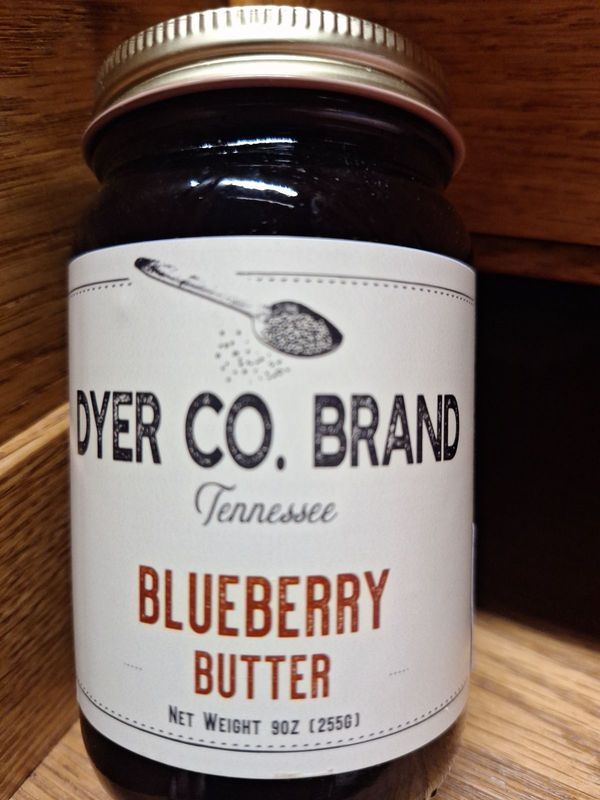 DYER CO. BRAND
Tennessee
BLUEBERRY
BUTTER
NET WEIGHT 9OZ (255G)